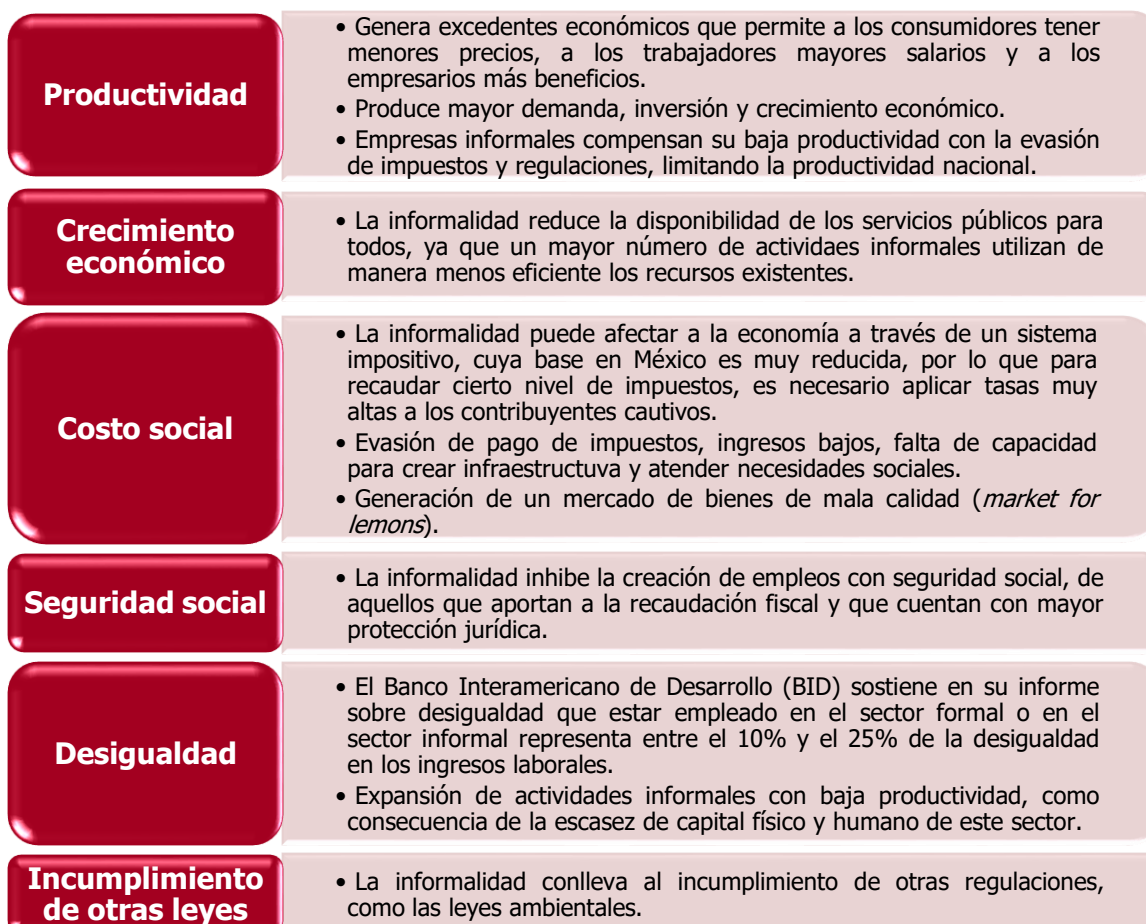 Productividad
• Genera excedentes económicos que permite a los consumidores tener
menores precios, a los trabajadores mayores salarios y a los
empresarios más beneficios.
• Produce mayor demanda, inversión y crecimiento económico.
• Empresas informales compensan su baja productividad con la evasión
de impuestos y regulaciones, limitando la productividad nacional.
Crecimiento
económico
• La informalidad reduce la disponibilidad de los servicios públicos para
todos, ya que un mayor número de actividaes informales utilizan de
manera menos eficiente los recursos existentes.
Costo social
• La informalidad puede afectar a la economía a través de un sistema
impositivo, cuya base en México es muy reducida, por lo que para
recaudar cierto nivel de impuestos, es necesario aplicar tasas muy
altas a los contribuyentes cautivos.
• Evasión de pago de impuestos, ingresos bajos, falta de capacidad
para crear infraestructuva y atender necesidades sociales.
• Generación de un mercado de bienes de mala calidad (market for
lemons).
Seguridad social
• La informalidad inhibe la creación de empleos con seguridad social, de
aquellos que aportan a la recaudación fiscal y que cuentan con mayor
protección jurídica.
Desigualdad
• El Banco Interamericano de Desarrollo (BID) sostiene en su informe
sobre desigualdad que estar empleado en el sector formal o en el
sector informal representa entre el 10% y el 25% de la desigualdad
en los ingresos laborales.
• Expansión de actividades informales con baja productividad, como
consecuencia de la escasez de capital físico y humano de este sector.
Incumplimiento
de otras leyes
• La informalidad conlleva al incumplimiento de otras regulaciones,
como las leyes ambientales.